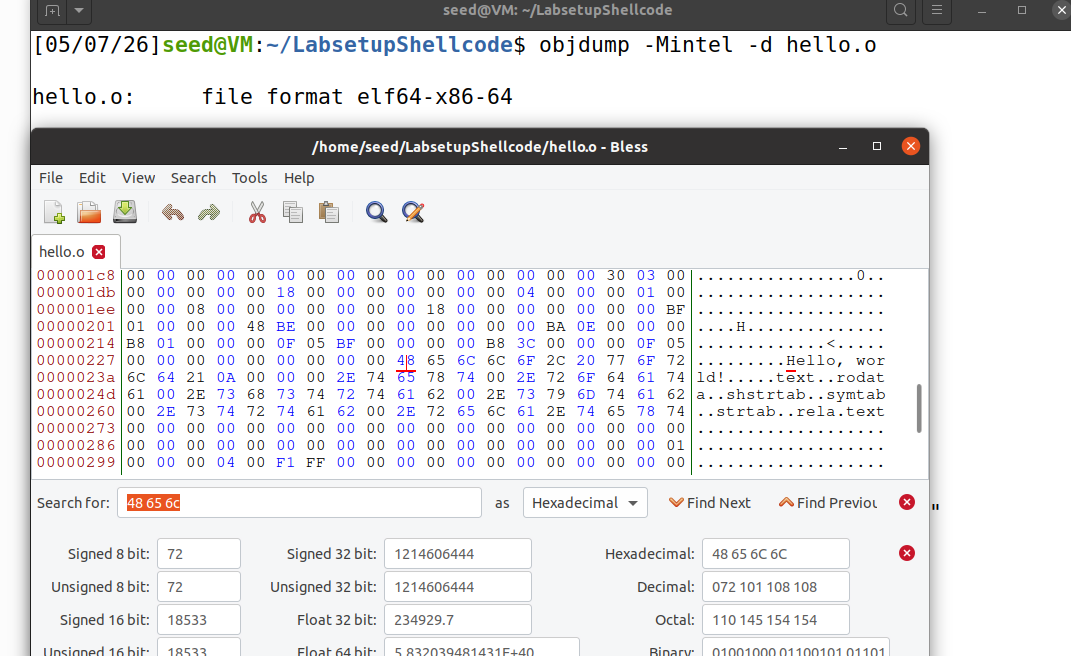 seed@VM: ~/LabsetupShellcode
[05/07/26]seed@VM:~/LabsetupShellcode$ objdump -Mintel -d hello.o
hello.o:     file format elf64-x86-64
/home/seed/LabsetupShellcode/hello.o - Bless
File Edit View Search Tools Help
hello.o
000001c8 00 00 00 00 00 00 00 00 00 00 00 00 00 00 00 00 30 03 00 ................0..
000001db 00 00 00 00 00 18 00 00 00 00 00 00 00 04 00 00 00 01 00 ...................
000001ee 00 00 08 00 00 00 00 00 00 00 18 00 00 00 00 00 00 00 BF ...................
00000201 01 00 00 00 48 BE 00 00 00 00 00 00 00 00 BA 0E 00 00 00 ....H..............
00000214 B8 01 00 00 00 0F 05 BF 00 00 00 00 B8 3C 00 00 00 0F 05 .............<.....
00000227 00 00 00 00 00 00 00 00 00 48 65 6C 6C 6F 2C 20 77 6F 72 .........Hello, wor
0000023a 6C 64 21 0A 00 00 00 2E 74 65 78 74 00 2E 72 6F 64 61 74 ld!.....text..rodat
0000024d 61 00 2E 73 68 73 74 72 74 61 62 00 2E 73 79 6D 74 61 62 a..shstrtab..symtab
00000260 00 2E 73 74 72 74 61 62 00 2E 72 65 6C 61 2E 74 65 78 74 ..strtab..rela.text
00000273 00 00 00 00 00 00 00 00 00 00 00 00 00 00 00 00 00 00 00 ...................
00000286 00 00 00 00 00 00 00 00 00 00 00 00 00 00 00 00 00 00 01 ...................
00000299 00 00 00 04 00 F1 FF 00 00 00 00 00 00 00 00 00 00 00 00 ...................
Search for: 48 65 6c as Hexadecimal Find Next Find Previou "
Signed 8 bit: 72 Signed 32 bit: 1214606444 Hexadecimal: 48 65 6C 6C
Unsigned 8 bit: 72 Unsigned 32 bit: 1214606444 Decimal: 072 101 108 108
Signed 16 bit: 18533 Float 32 bit: 234929.7 Octal: 110 145 154 154
Unsigned 16 bit: 18533 Float 64 bit: 5.832039481431E+40 Binary: 01001000 01100101 01101